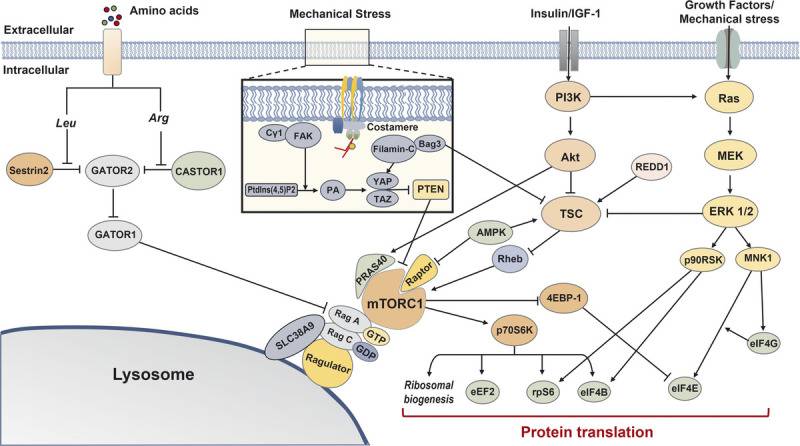 Amino acids
Mechanical Stress
Insulin/IGF-1
Growth Factors/
Mechanical stress
Extracellular
Intracellular
Leu
Arg
Sestrin2
GATOR2
CASTOR1
GATOR1
Costamere
Cγ1
FAK
Filamin-C
Bag3
PtdIns(4,5)P2
PA
YAP
TAZ
PTEN
PI3K
Ras
Akt
MEK
REDD1
TSC
ERK 1/2
AMPK
Rheb
p90RSK
MNK1
PRAS40
Raptor
mTORC1
4EBP-1
p70S6K
Rag A
Rag C
GTP
GDP
SLC38A9
Ragulator
Lysosome
eIF4G
Ribosomal
biogenesis
eEF2
rpS6
eIF4B
eIF4E
Protein translation